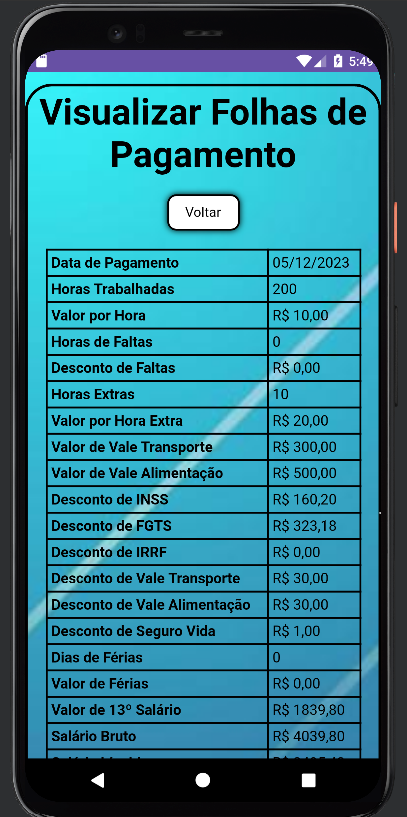 5:49
Visualizar Folhas de
Pagamento
Voltar
Data de Pagamento 05/12/2023
Horas Trabalhadas 200
Valor por Hora R$ 10,00
Horas de Faltas 0
Desconto de Faltas R$ 0,00
Horas Extras 10
Valor por Hora Extra R$ 20,00
Valor de Vale Transporte R$ 300,00
Valor de Vale Alimentação R$ 500,00
Desconto de INSS R$ 160,20
Desconto de FGTS R$ 323,18
Desconto de IRRF R$ 0,00
Desconto de Vale Transporte R$ 30,00
Desconto de Vale Alimentação R$ 30,00
Desconto de Seguro Vida R$ 1,00
Dias de Férias 0
Valor de Férias R$ 0,00
Valor de 13º Salário R$ 1839,80
Salário Bruto R$ 4039,80